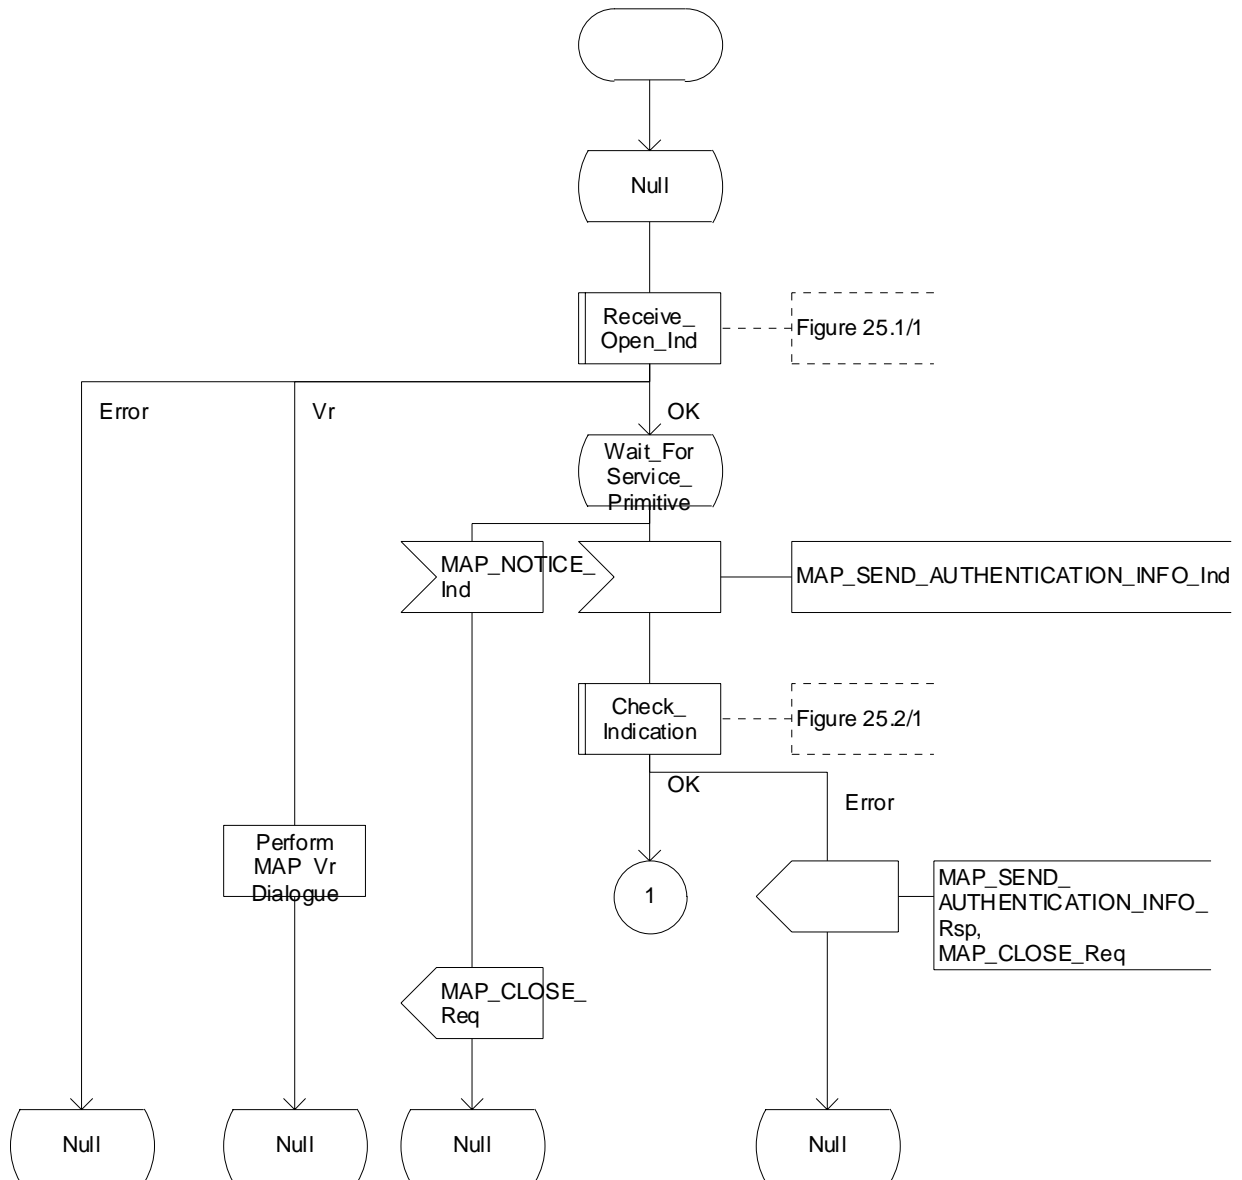 Null
Receive_
Open_Ind
Figure 25.1/1
Error
Vr
OK
Wait_For
Service_
Primitive
MAP_NOTICE_
Ind
MAP_SEND_AUTHENTICATION_INFO_Ind
Check_
Indication
Figure 25.2/1
OK
Error
Perform
MAP Vr
Dialogue
1
MAP_SEND_
AUTHENTICATION_INFO_
Rsp,
MAP_CLOSE_Req
MAP_CLOSE_
Req
Null
Null
Null
Null